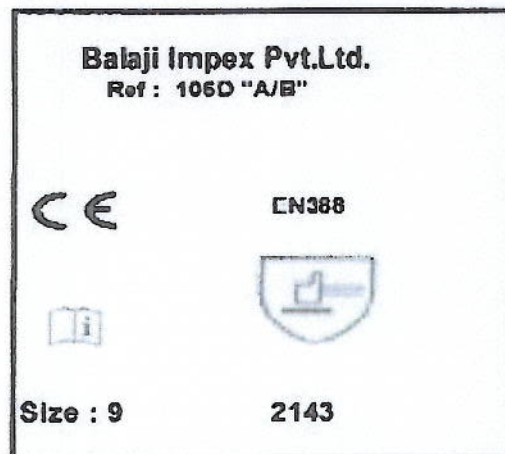 Balaji Impex Pvt.Ltd.
Ref : 106D "A/B"
CE
EN388
i
Size : 9
2143